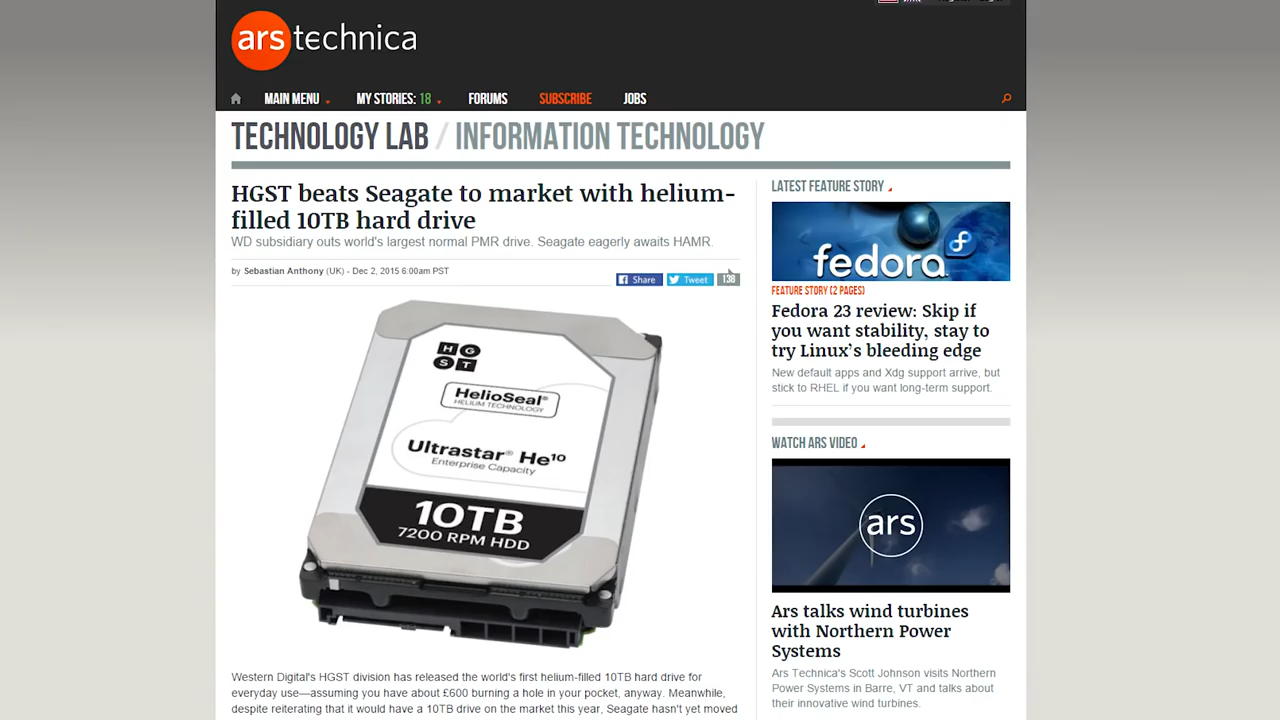 ars technica
MAIN MENU
MY STORIES: 18
FORUMS
SUBSCRIBE
JOBS
TECHNOLOGY LAB / INFORMATION TECHNOLOGY
HGST beats Seagate to market with helium-
filled 10TB hard drive
WD subsidiary outs world's largest normal PMR drive. Seagate eagerly awaits HAMR.
by Sebastian Anthony (UK) - Dec 2, 2015 6:00am PST
Share
Tweet
138
HG
ST
HelioSeal®
HELIUM TECHNOLOGY
Ultrastar® He10
Enterprise Capacity
10TB
7200 RPM HDD
Western Digital's HGST division has released the world's first helium-filled 10TB hard drive for
everyday use—assuming you have about £600 burning a hole in your pocket, anyway. Meanwhile,
despite reiterating that it would have a 10TB drive on the market this year, Seagate hasn't yet moved
LATEST FEATURE STORY
fedora
FEATURE STORY (2 PAGES)
Fedora 23 review: Skip if
you want stability, stay to
try Linux's bleeding edge
New default apps and Xdg support arrive, but
stick to RHEL if you want long-term support.
WATCH ARS VIDEO
ars
Ars talks wind turbines
with Northern Power
Systems
Ars Technica's Scott Johnson visits Northern
Power Systems in Barre, VT and talks about
their innovative wind turbines.